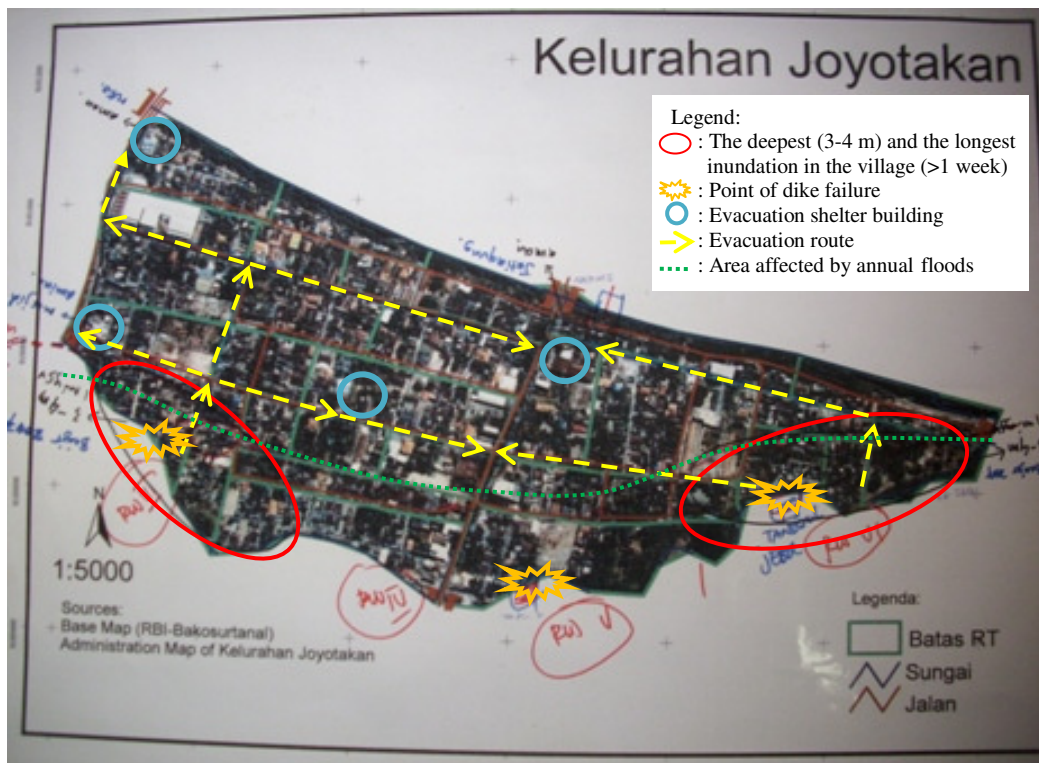 Kelurahan Joyotakan
Legend:
: The deepest (3-4 m) and the longest
inundation in the village (>1 week)
: Point of dike failure
: Evacuation shelter building
: Evacuation route
: Area affected by annual floods
N
RW IV
RW V
RW VI
1:5000
Sources:
Base Map (RBI-Bakosurtanal)
Administration Map of Kelurahan Joyotakan
Legenda:
Batas RT
Sungai
Jalan